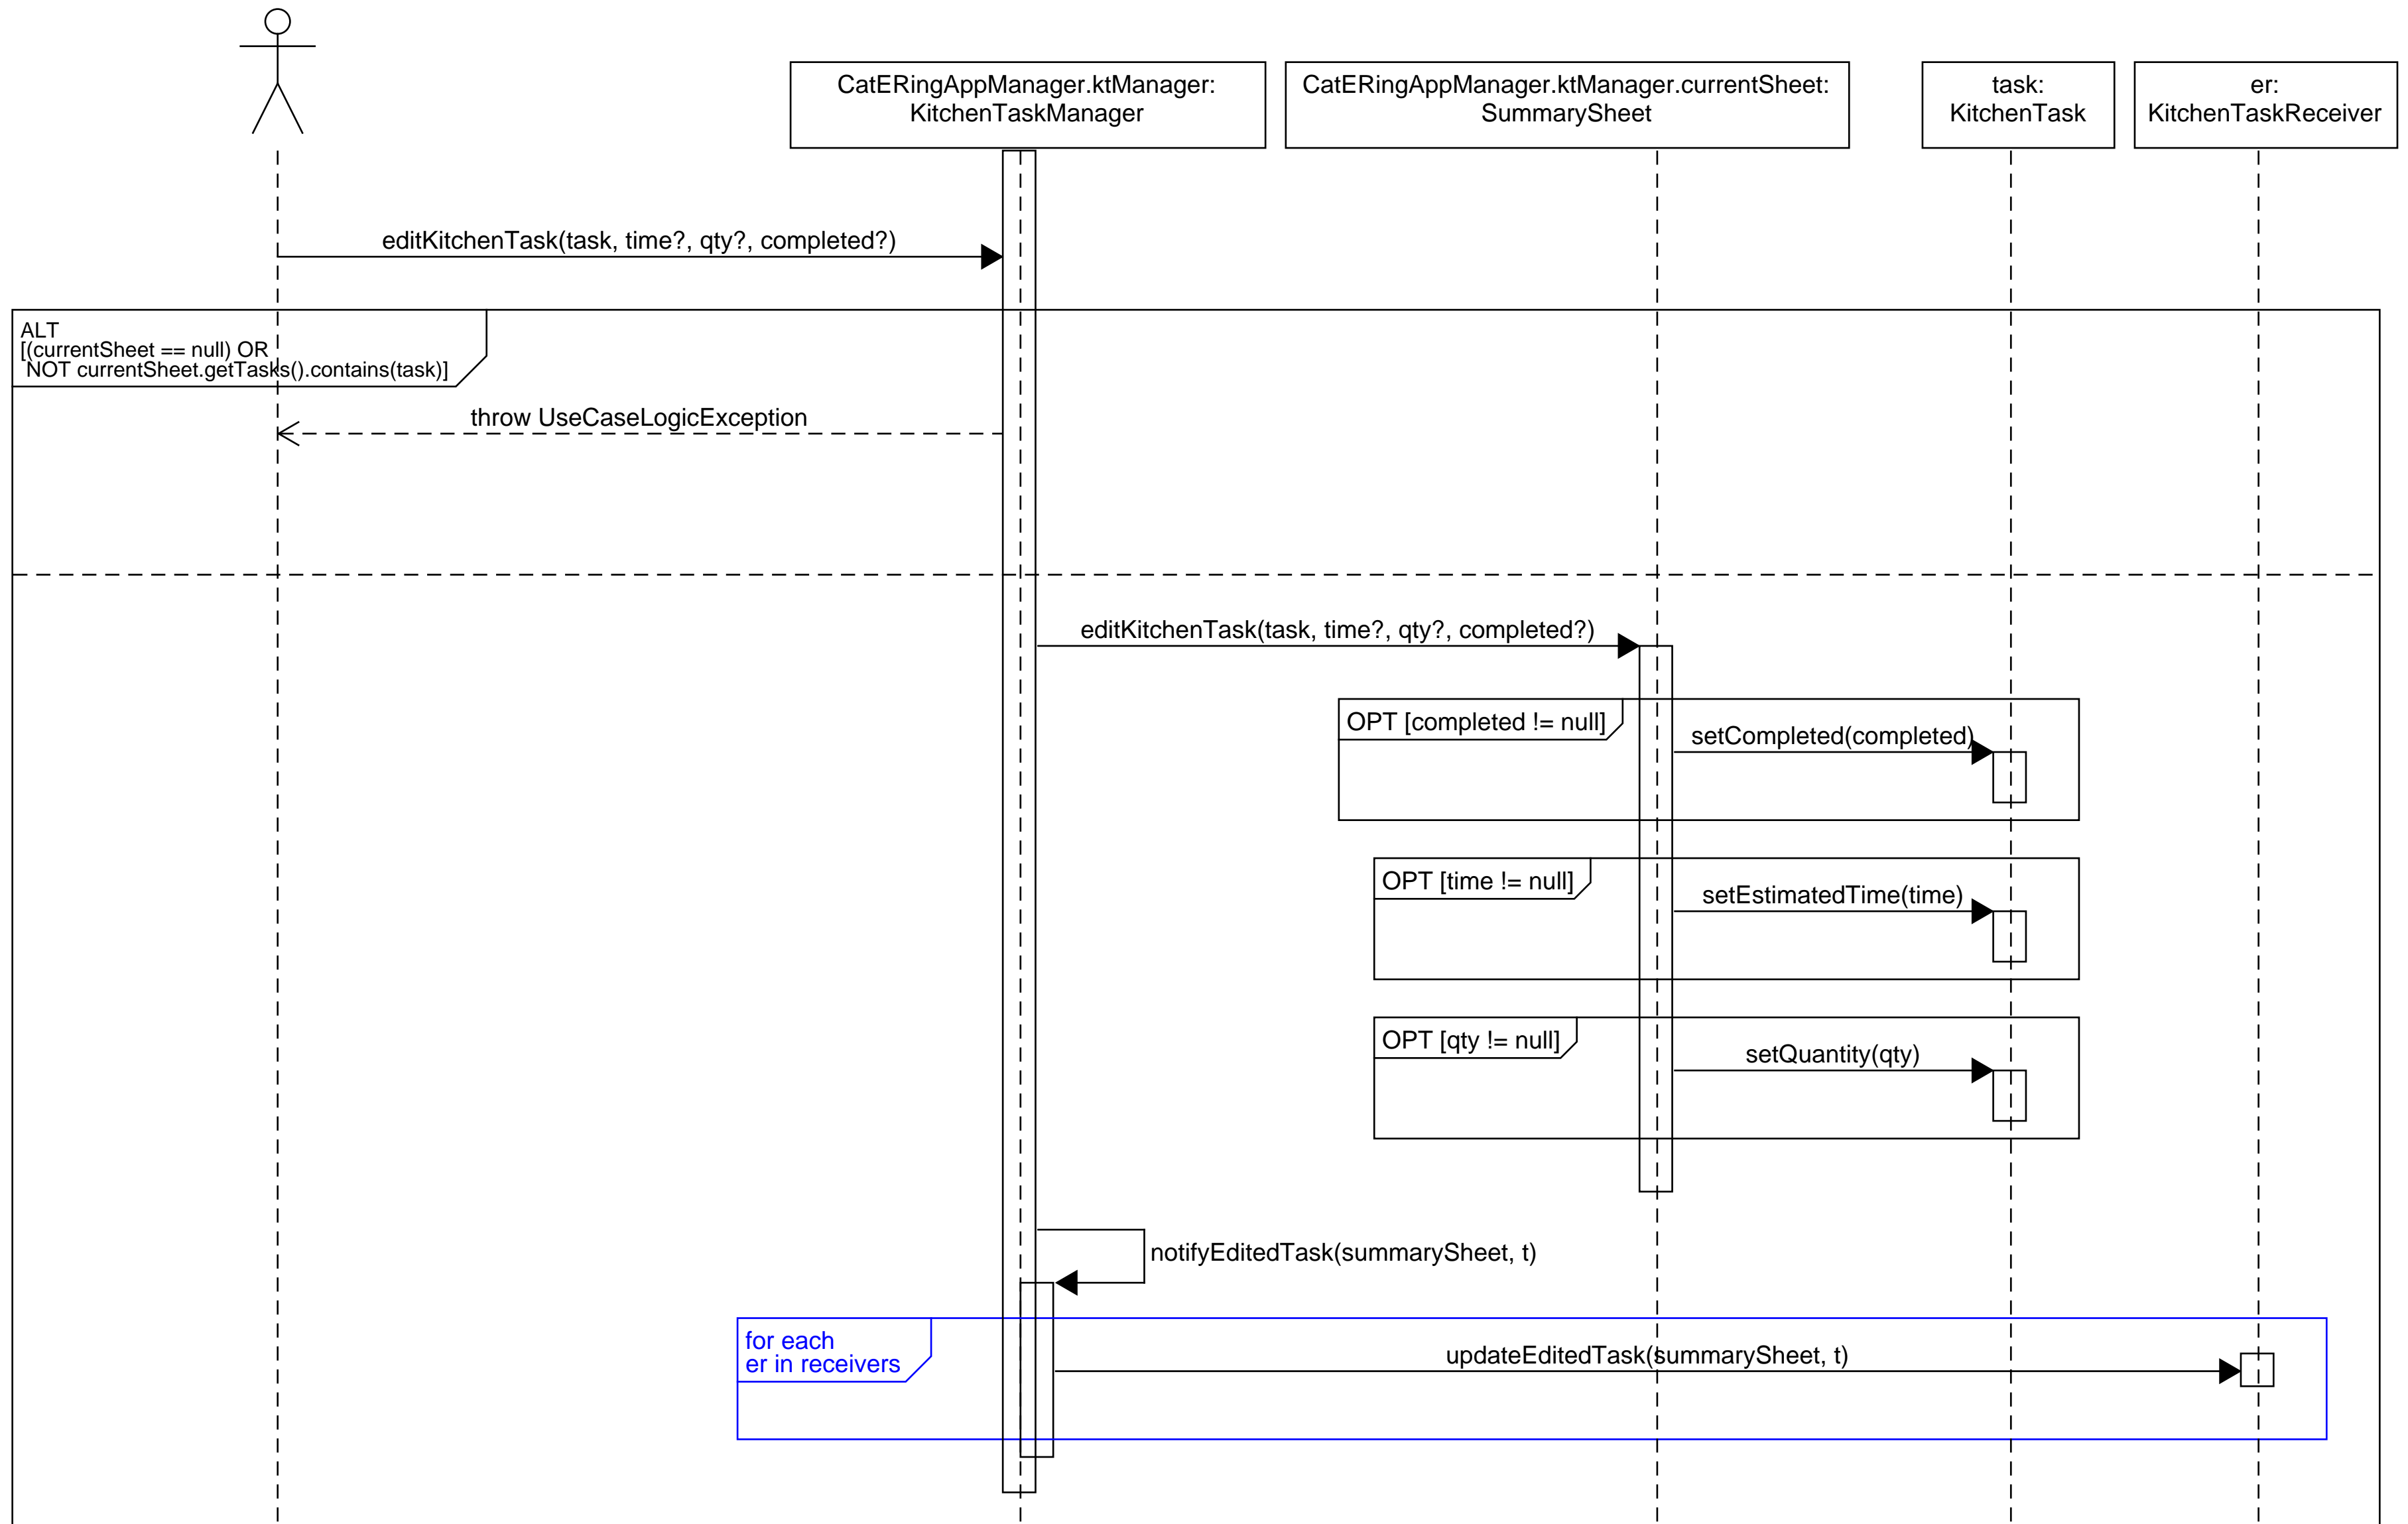 CatERingAppManager.ktManager:
KitchenTaskManager
CatERingAppManager.ktManager.currentSheet:
SummarySheet
task:
KitchenTask
er:
KitchenTaskReceiver
editKitchenTask(task, time?, qty?, completed?)
ALT
[(currentSheet == null) OR
NOT currentSheet.getTasks().contains(task)]
throw UseCaseLogicException
editKitchenTask(task, time?, qty?, completed?)
OPT [completed != null]
setCompleted(completed)
OPT [time != null]
setEstimatedTime(time)
OPT [qty != null]
setQuantity(qty)
notifyEditedTask(summarySheet, t)
for each
er in receivers
updateEditedTask(summarySheet, t)